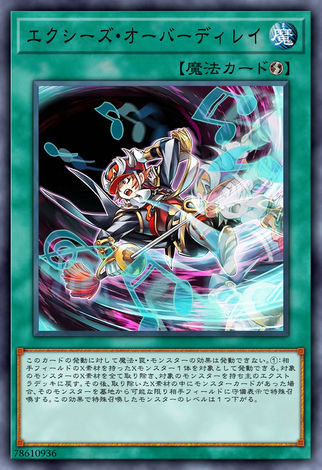 エクシーズ・オーバーディレイ
魔
【魔法カード】
このカードの発動に対して魔法・罠・モンスターの効果は発動できない。①:相
手フィールドのX素材を持ったXモンスター1体を対象として発動できる。対象
のモンスターのX素材を全て取り除き、対象のモンスターを持ち主のエクスト
ラデッキに戻す。その後、取り除いたX素材の中にモンスターカードがあった場
合、そのモンスターを墓地から可能な限り相手フィールドに守備表示で特殊召
喚する。この効果で特殊召喚したモンスターのレベルは1つ下がる。
78610936